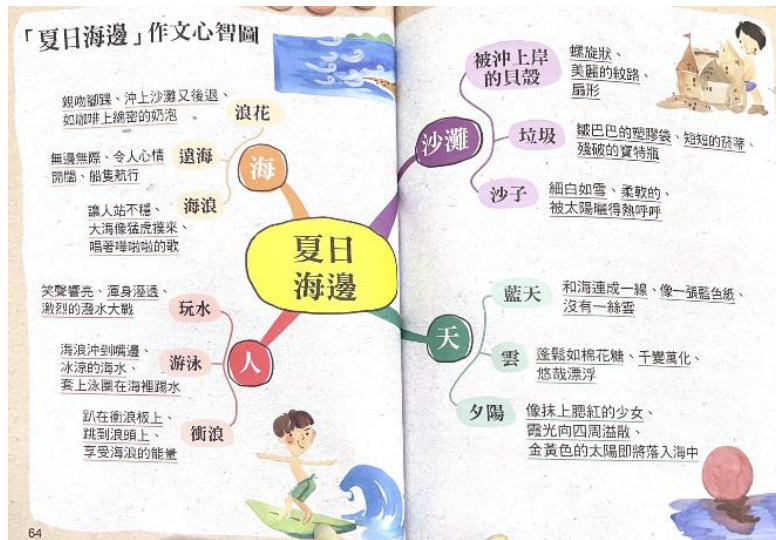 「夏日海邊」作文心智圖
親吻腳踝、沖上沙灘又後退、
如咖啡上綿密的奶泡
浪花
無邊無際、令人心情
開闊、船隻航行
遠海
讓人站不穩、
大海像猛虎撲來、
唱著嘩啦啦的歌
海浪
海
夏日
海邊
笑聲響亮、渾身溼透、
激烈的潑水大戰
玩水
海浪沖到嘴邊、
冰涼的海水、
套上泳圈在海裡踢水
游泳
趴在衝浪板上、
跳到浪頭上、
享受海浪的能量
衝浪
人
64
沙灘
被沖上岸
的貝殼
螺旋狀、
美麗的紋路、
扇形
垃圾
皺巴巴的塑膠袋、短短的菸蒂、
殘破的寶特瓶
沙子
細白如雪、柔軟的、
被太陽曬得熱呼呼
天
藍天
和海連成一線、像一張藍色紙、
沒有一絲雲
雲
蓬鬆如棉花糖、千變萬化、
悠哉漂浮
夕陽
像抹上腮紅的少女、
霞光向四周溢散、
金黃色的太陽即將落入海中